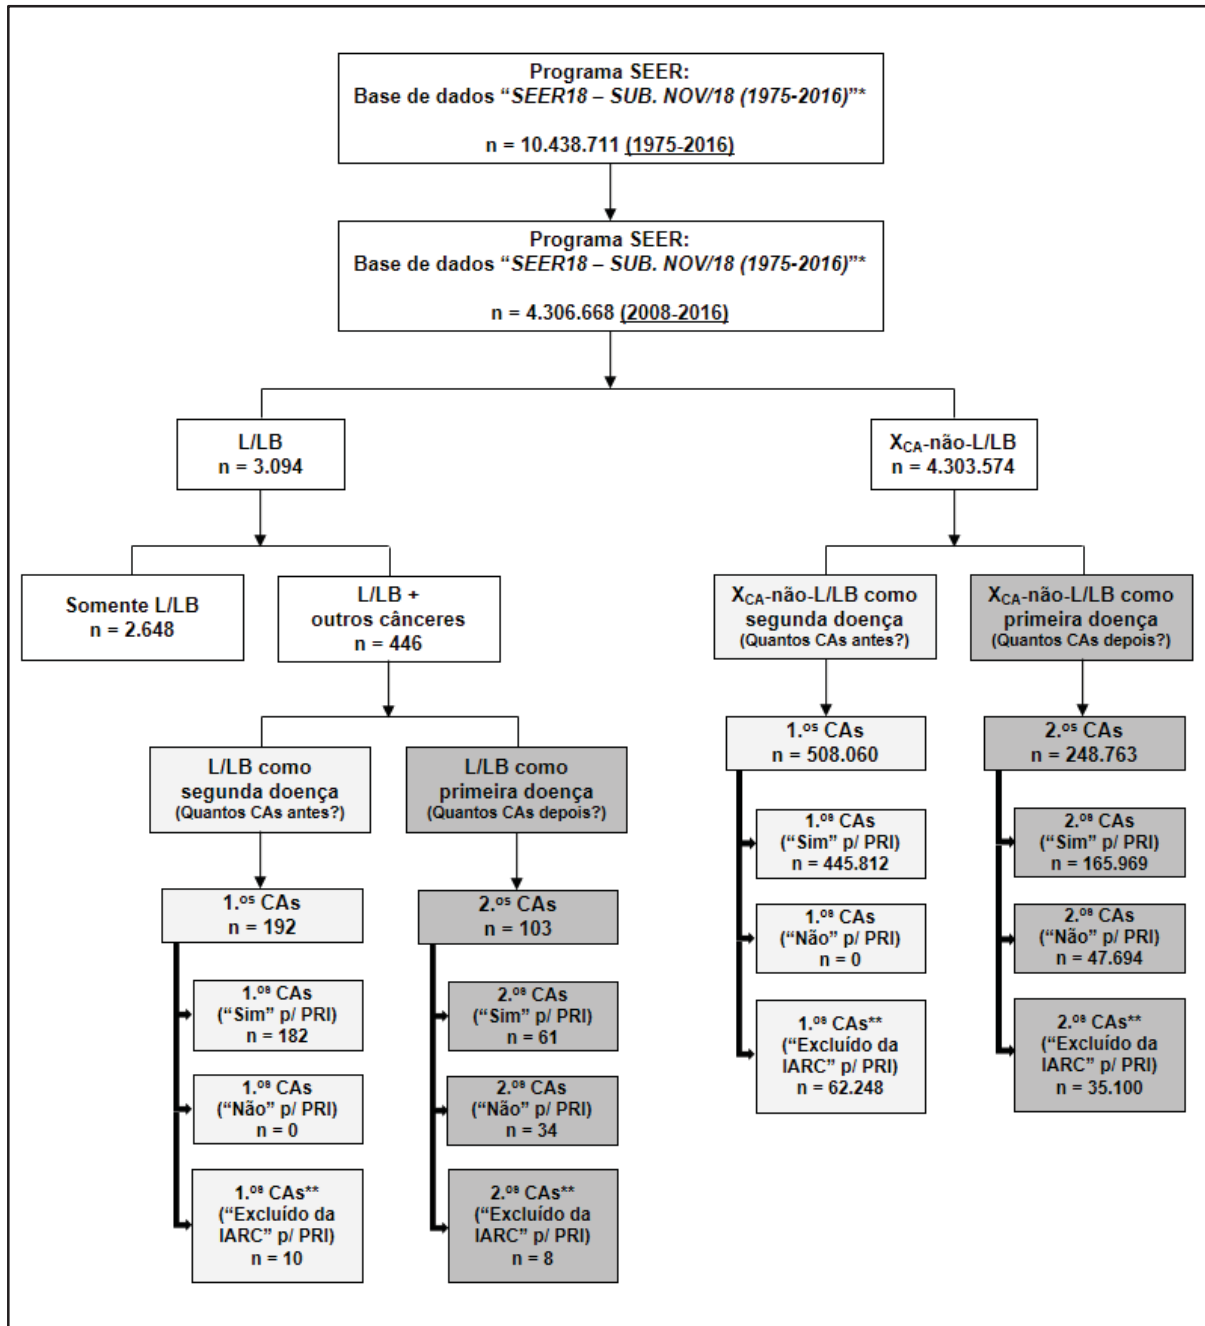 Programa SEER:
Base de dados “SEER18 – SUB. NOV/18 (1975-2016)”*
n = 10.438.711 (1975-2016)
Programa SEER:
Base de dados “SEER18 – SUB. NOV/18 (1975-2016)”*
n = 4.306.668 (2008-2016)
L/LB
n = 3.094
XCA-não-L/LB
n = 4.303.574
Somente L/LB
n = 2.648
L/LB +
outros cânceres
n = 446
XCA-não-L/LB como
segunda doença
(Quantos CAs antes?)
XCA-não-L/LB como
primeira doença
(Quantos CAs depois?)
1.ºˢ CAs
n = 508.060
2.ºˢ CAs
n = 248.763
1.ºˢ CAs
(“Sim” p/ PRI)
n = 445.812
2.ºˢ CAs
(“Sim” p/ PRI)
n = 165.969
1.ºˢ CAs
(“Não” p/ PRI)
n = 0
2.ºˢ CAs
(“Não” p/ PRI)
n = 47.694
1.ºˢ CAs**
(“Excluído da
IARC” p/ PRI)
n = 62.248
2.ºˢ CAs**
(“Excluído da
IARC” p/ PRI)
n = 35.100
L/LB como
segunda doença
(Quantos CAs antes?)
L/LB como
primeira doença
(Quantos CAs depois?)
1.ºˢ CAs
n = 192
2.ºˢ CAs
n = 103
1.ºˢ CAs
(“Sim” p/ PRI)
n = 182
2.ºˢ CAs
(“Sim” p/ PRI)
n = 61
1.ºˢ CAs
(“Não” p/ PRI)
n = 0
2.ºˢ CAs
(“Não” p/ PRI)
n = 34
1.ºˢ CAs**
(“Excluído da
IARC” p/ PRI)
n = 10
2.ºˢ CAs**
(“Excluído da
IARC” p/ PRI)
n = 8